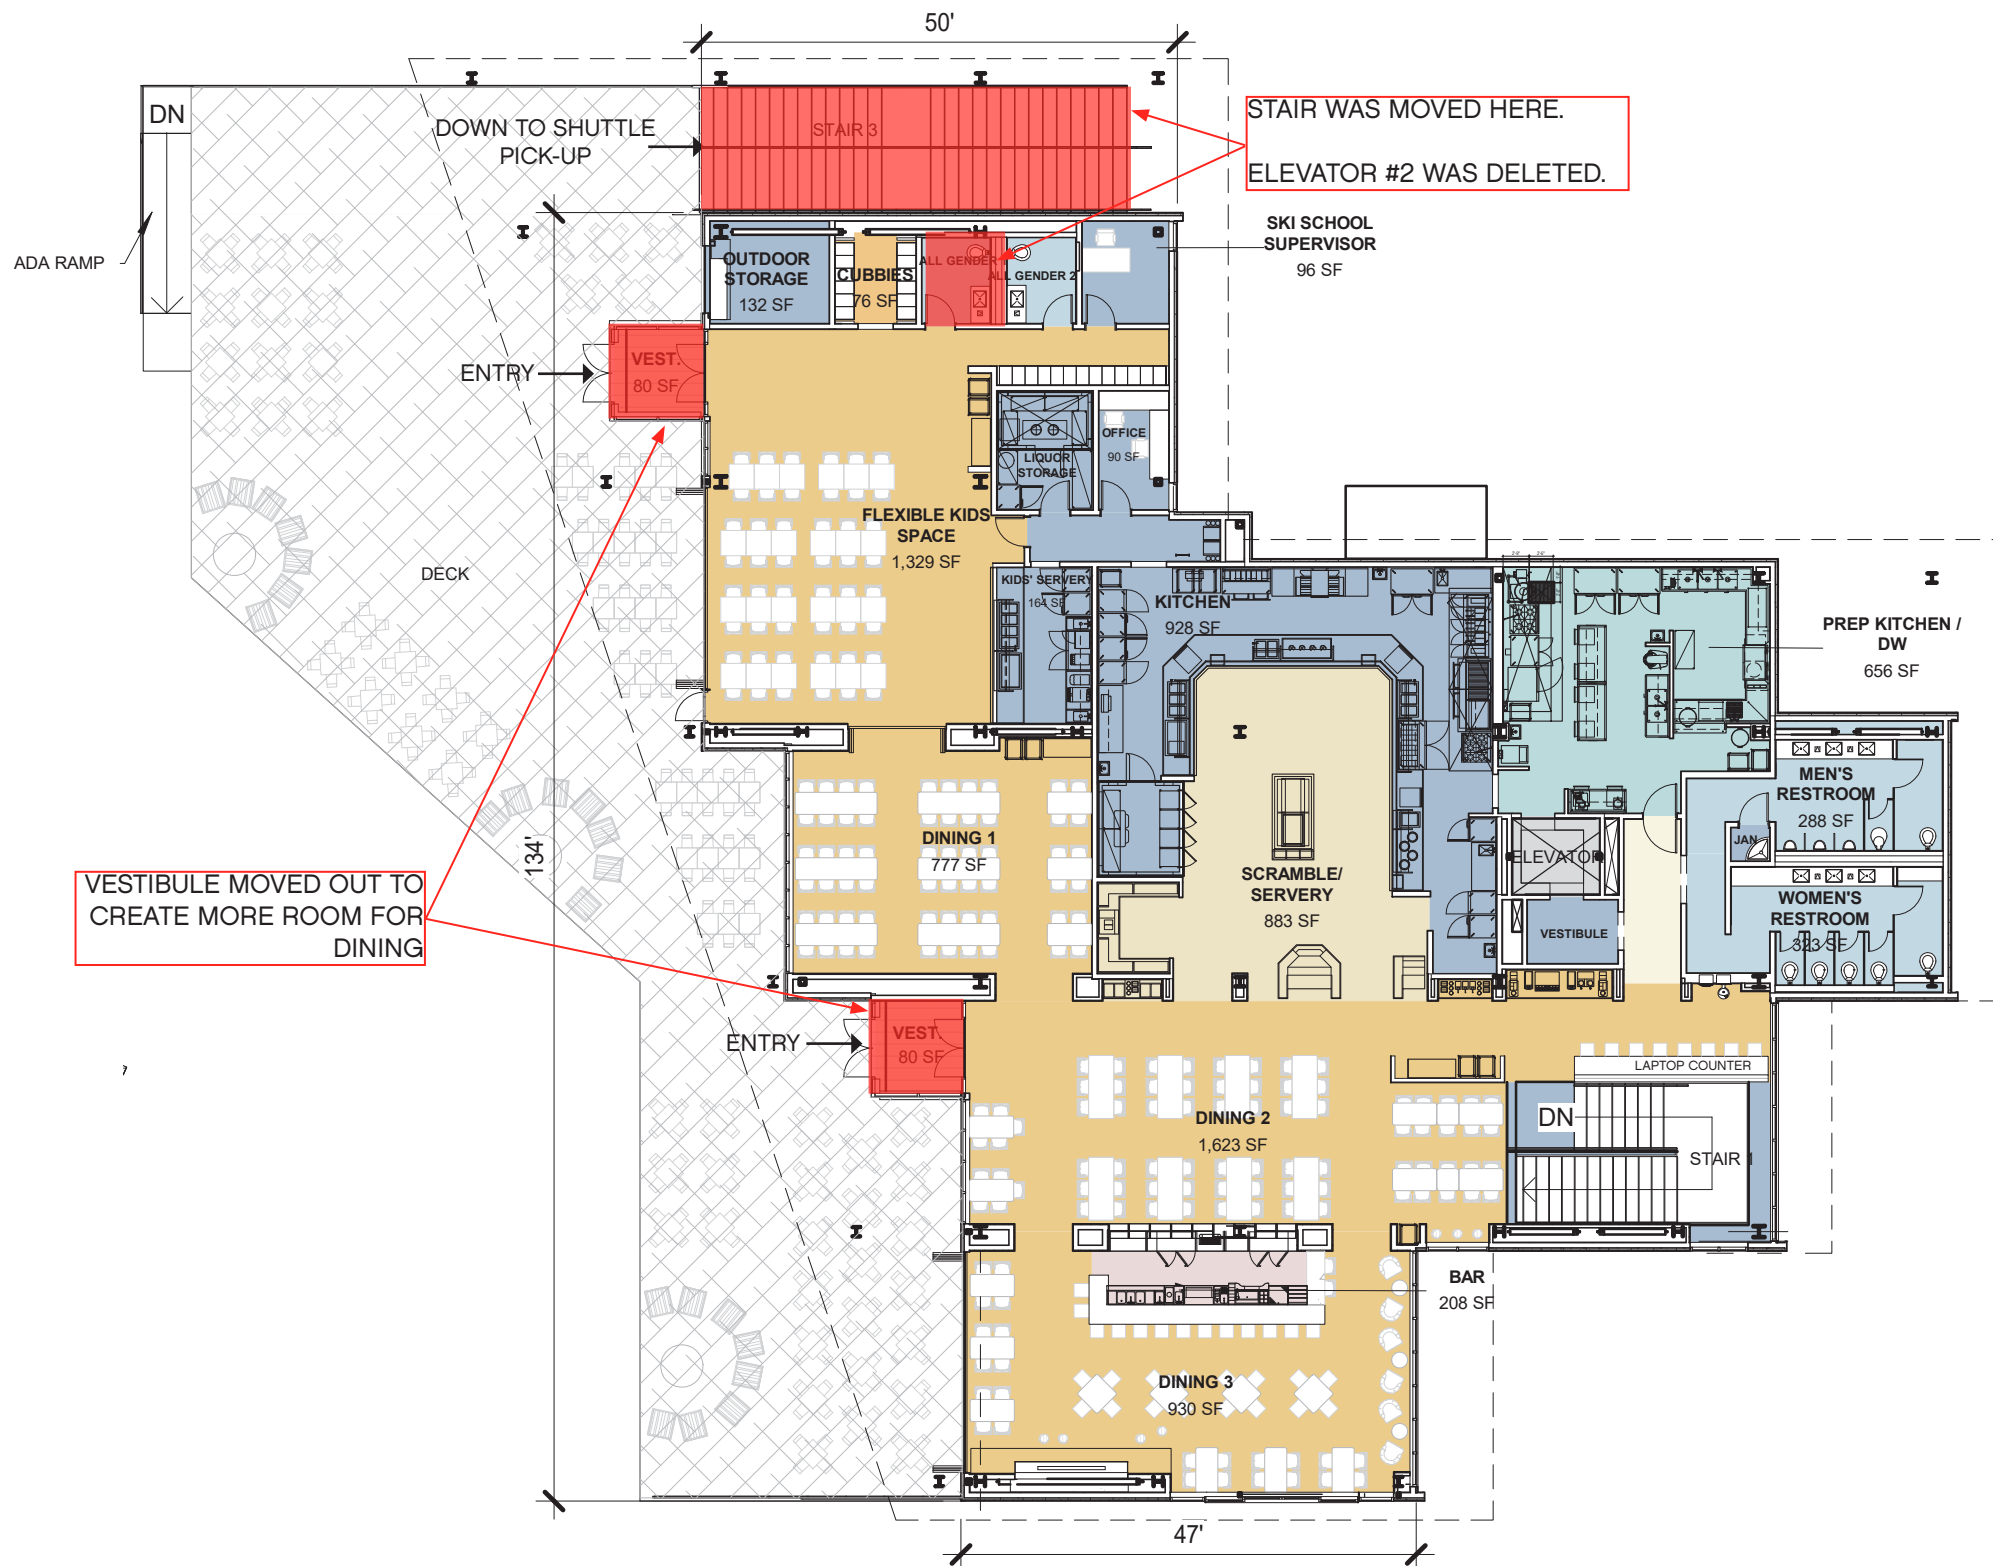 50'
DN
DOWN TO SHUTTLE
PICK-UP
STAIR 3
STAIR WAS MOVED HERE.
ELEVATOR #2 WAS DELETED.
ADA RAMP
OUTDOOR
STORAGE
132 SF
CUBBIES
76 SF
ALL GENDER
ALL GENDER 2
SKI SCHOOL
SUPERVISOR
96 SF
ENTRY
VEST.
80 SF
OFFICE
90 SF
LIQUOR
STORAGE
FLEXIBLE KIDS
SPACE
1,329 SF
DECK
KIDS' SERVERY
164 SF
KITCHEN
928 SF
PREP KITCHEN /
DW
656 SF
MEN'S
RESTROOM
288 SF
JAN
ELEVATOR
DINING 1
777 SF
134'
SCRAMBLE/
SERVERY
883 SF
VESTIBULE
WOMEN'S
RESTROOM
323 SF
VESTIBULE MOVED OUT TO
CREATE MORE ROOM FOR
DINING
ENTRY
VEST.
80 SF
LAPTOP COUNTER
DINING 2
1,623 SF
DN
STAIR 1
BAR
208 SF
DINING 3
930 SF
47'